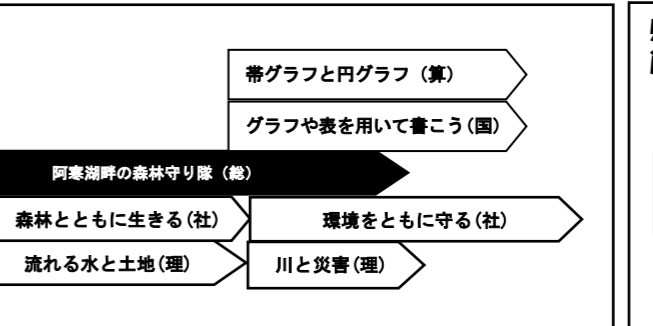 帯グラフと円グラフ（算）
グラフや表を用いて書こう(国)
阿寒湖畔の森林守り隊（総）
森林とともに生きる(社)
環境をともに守る(社)
流れる水と土地(理)
川と災害(理)